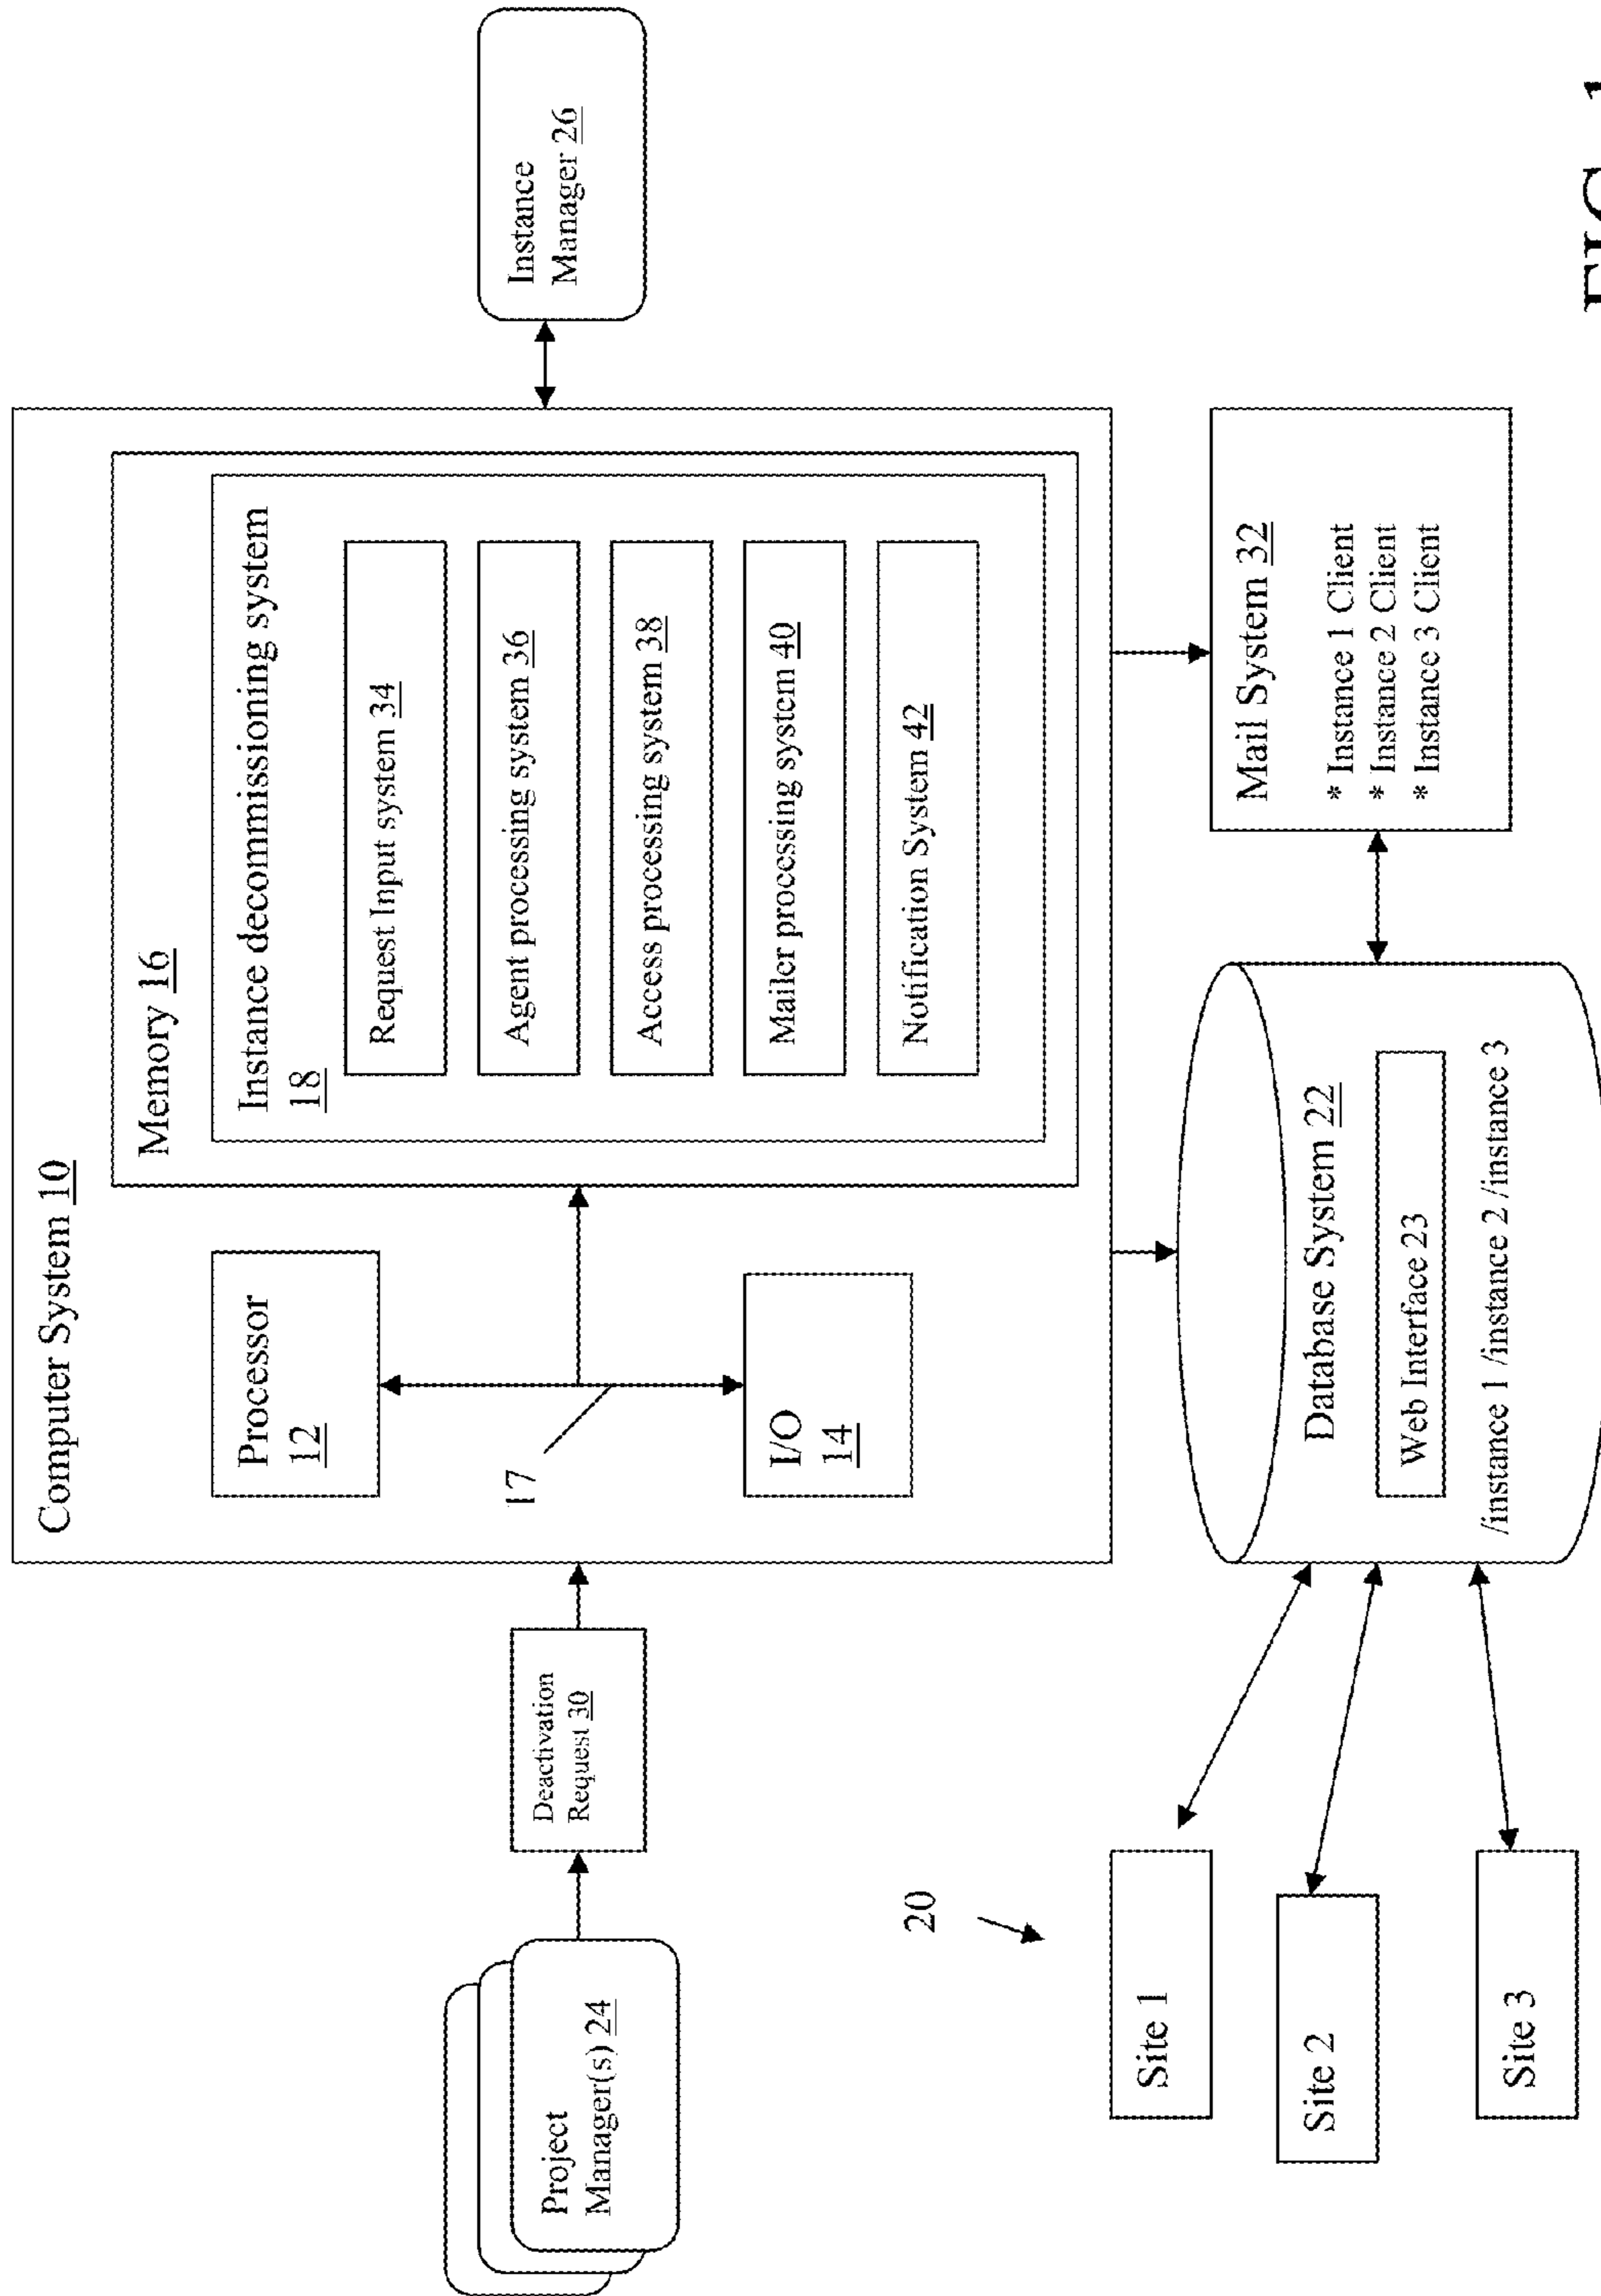 Computer System 10
Processor
12
17
I/O
14
Memory 16
Instance decommissioning system
18
Request Input system 34
Agent processing system 36
Access processing system 38
Mailer processing system 40
Notification System 42
Project
Manager(s) 24
Deactivation
Request 30
Instance
Manager 26
20
Site 1
Site 2
Site 3
Database System 22
Web Interface 23
/instance 1 /instance 2 /instance 3
Mail System 32
* Instance 1 Client
* Instance 2 Client
* Instance 3 Client
FIG. 1